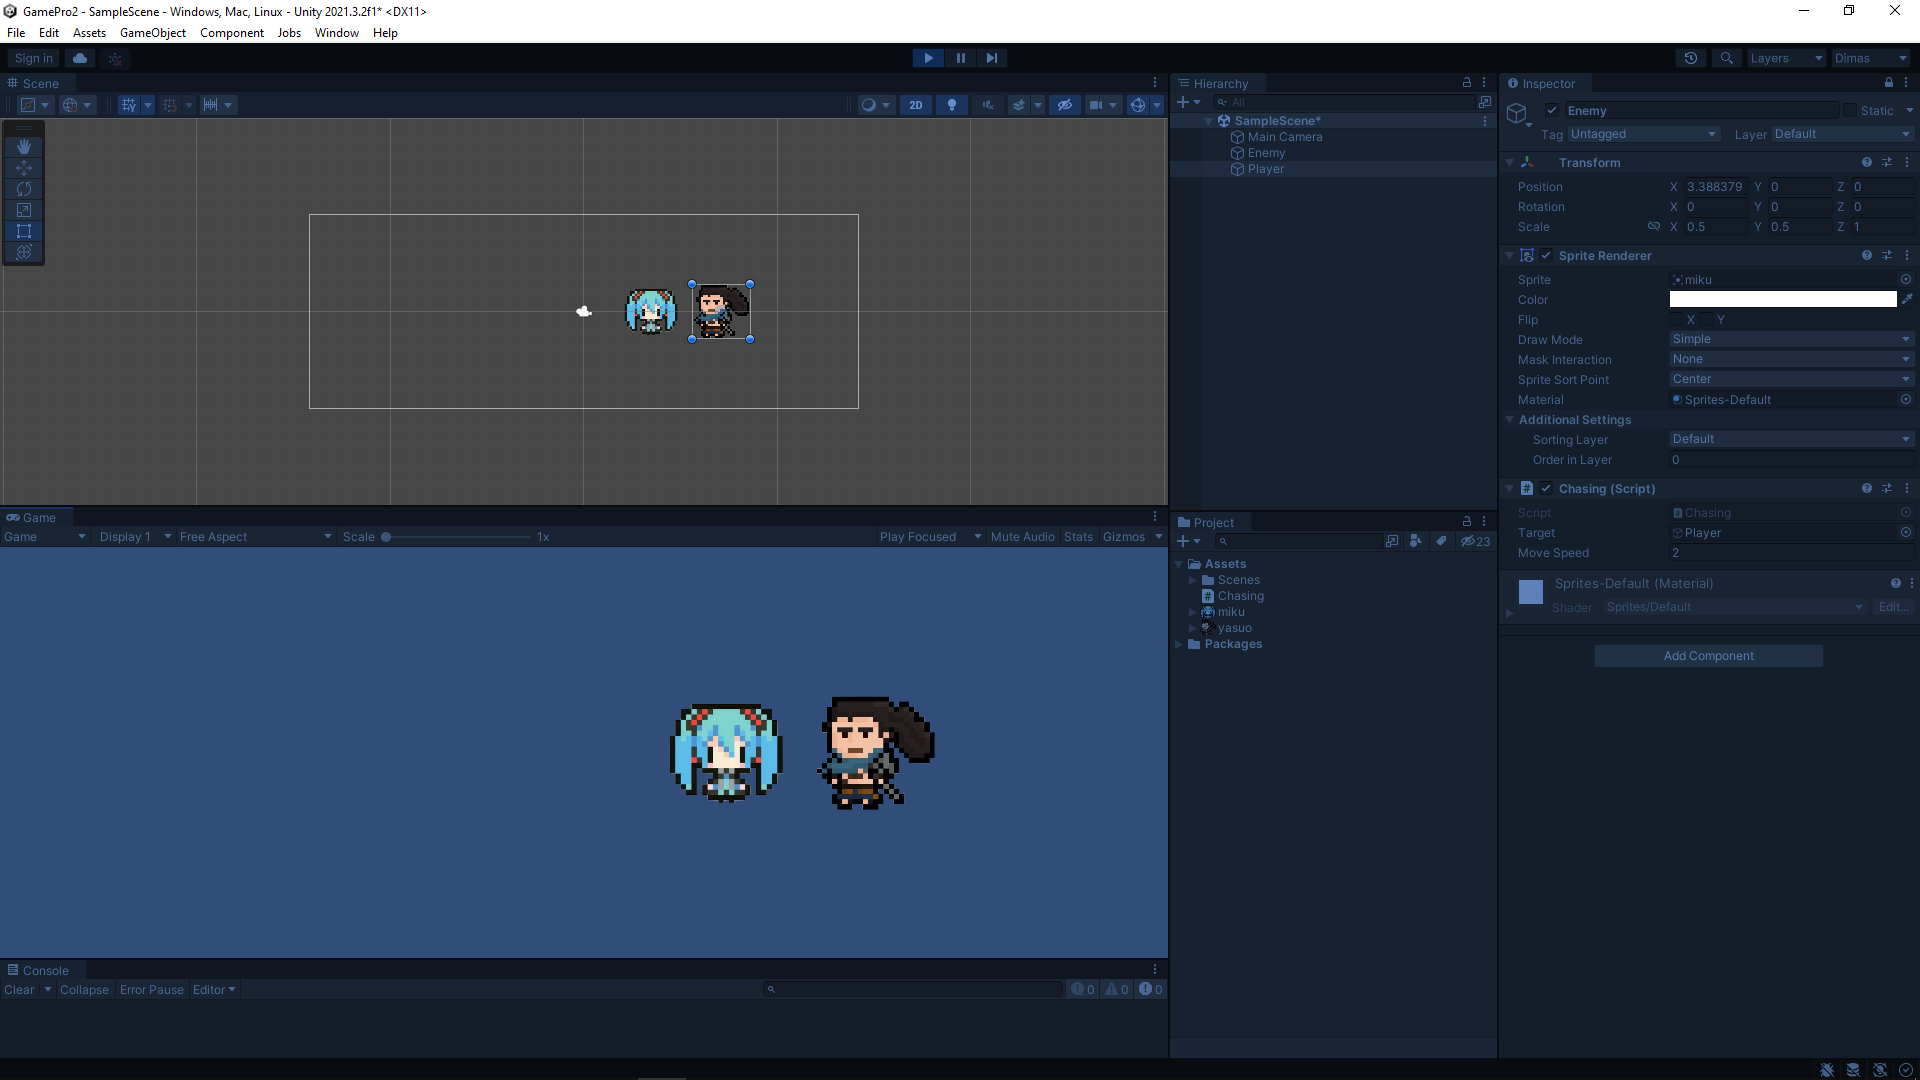 GamePro2 - SampleScene - Windows, Mac, Linux - Unity 2021.3.2f1* <DX11>
File Edit Assets GameObject Component Jobs Window Help
Sign in
Layers
Dimas
Scene
2D
Hierarchy
All
SampleScene*
Main Camera
Enemy
Player
Inspector
Enemy
Static
Tag Untagged Layer Default
Transform
Position X 3.388379 Y 0 Z 0
Rotation X 0 Y 0 Z 0
Scale X 0.5 Y 0.5 Z 1
Sprite Renderer
Sprite miku
Color
Flip X Y
Draw Mode Simple
Mask Interaction None
Sprite Sort Point Center
Material Sprites-Default
Additional Settings
Sorting Layer Default
Order in Layer 0
Chasing (Script)
Script Chasing
Target Player
Move Speed 2
Sprites-Default (Material)
Shader Sprites/Default Edit...
Add Component
Game
Game Display 1 Free Aspect Scale 1x Play Focused Mute Audio Stats Gizmos
Project
23
Assets
Scenes
Chasing
miku
yasuo
Packages
Console
Clear Collapse Error Pause Editor 0 0 0